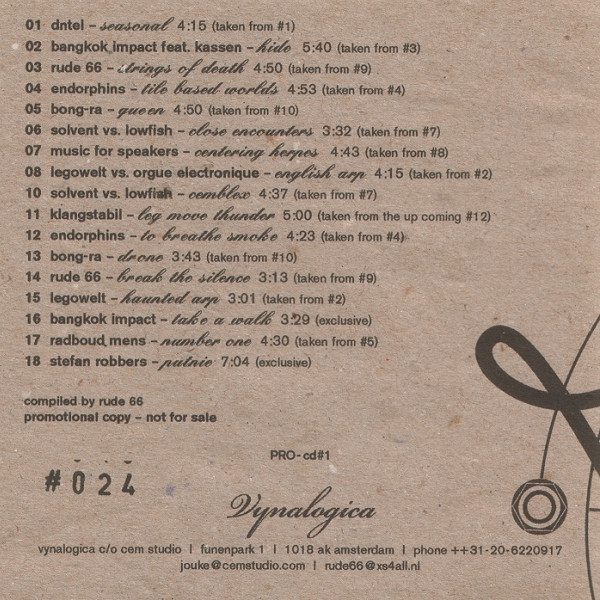 01 dntel – seasonal 4:15 (taken from #1)
02 bangkok impact feat. kassen – hide 5:40 (taken from #3)
03 rude 66 – strings of death 4:50 (taken from #9)
04 endorphins – tile based worlds 4:53 (taken from #4)
05 bong-ra – queen 4:50 (taken from #10)
06 solvent vs. lowfish – close encounters 3:32 (taken from #7)
07 music for speakers – centering herpes 4:43 (taken from #8)
08 legowelt vs. orgue electronique – english arp 4:15 (taken from #2)
10 solvent vs. lowfish – cemblex 4:37 (taken from #7)
11 klangstabil – leg move thunder 5:00 (taken from the up coming #12)
12 endorphins – to breathe smoke 4:23 (taken from #4)
13 bong-ra – drone 3:43 (taken from #10)
14 rude 66 – break the silence 3:13 (taken from #9)
15 legowelt – haunted arp 3:01 (taken from #2)
16 bangkok impact – take a walk 3:29 (exclusive)
17 radboud mens – number one 4:30 (taken from #5)
18 stefan robbers – patnie 7:04 (exclusive)
compiled by rude 66
promotional copy – not for sale
PRO-cd#1
#024
Vynalogica
vynalogica c/o cem studio | funenpark 1 | 1018 ak amsterdam | phone ++31-20-6220917
jouke@cemstudio.com | rude66@xs4all.nl